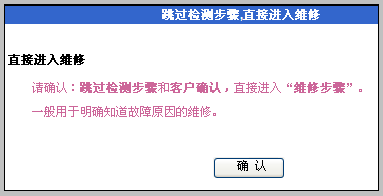 跳过检测步骤,直接进入维修
直接进入维修
请确认：跳过检测步骤和客户确认，直接进入“维修步骤”。
一般用于明确知道故障原因的维修。
确 认